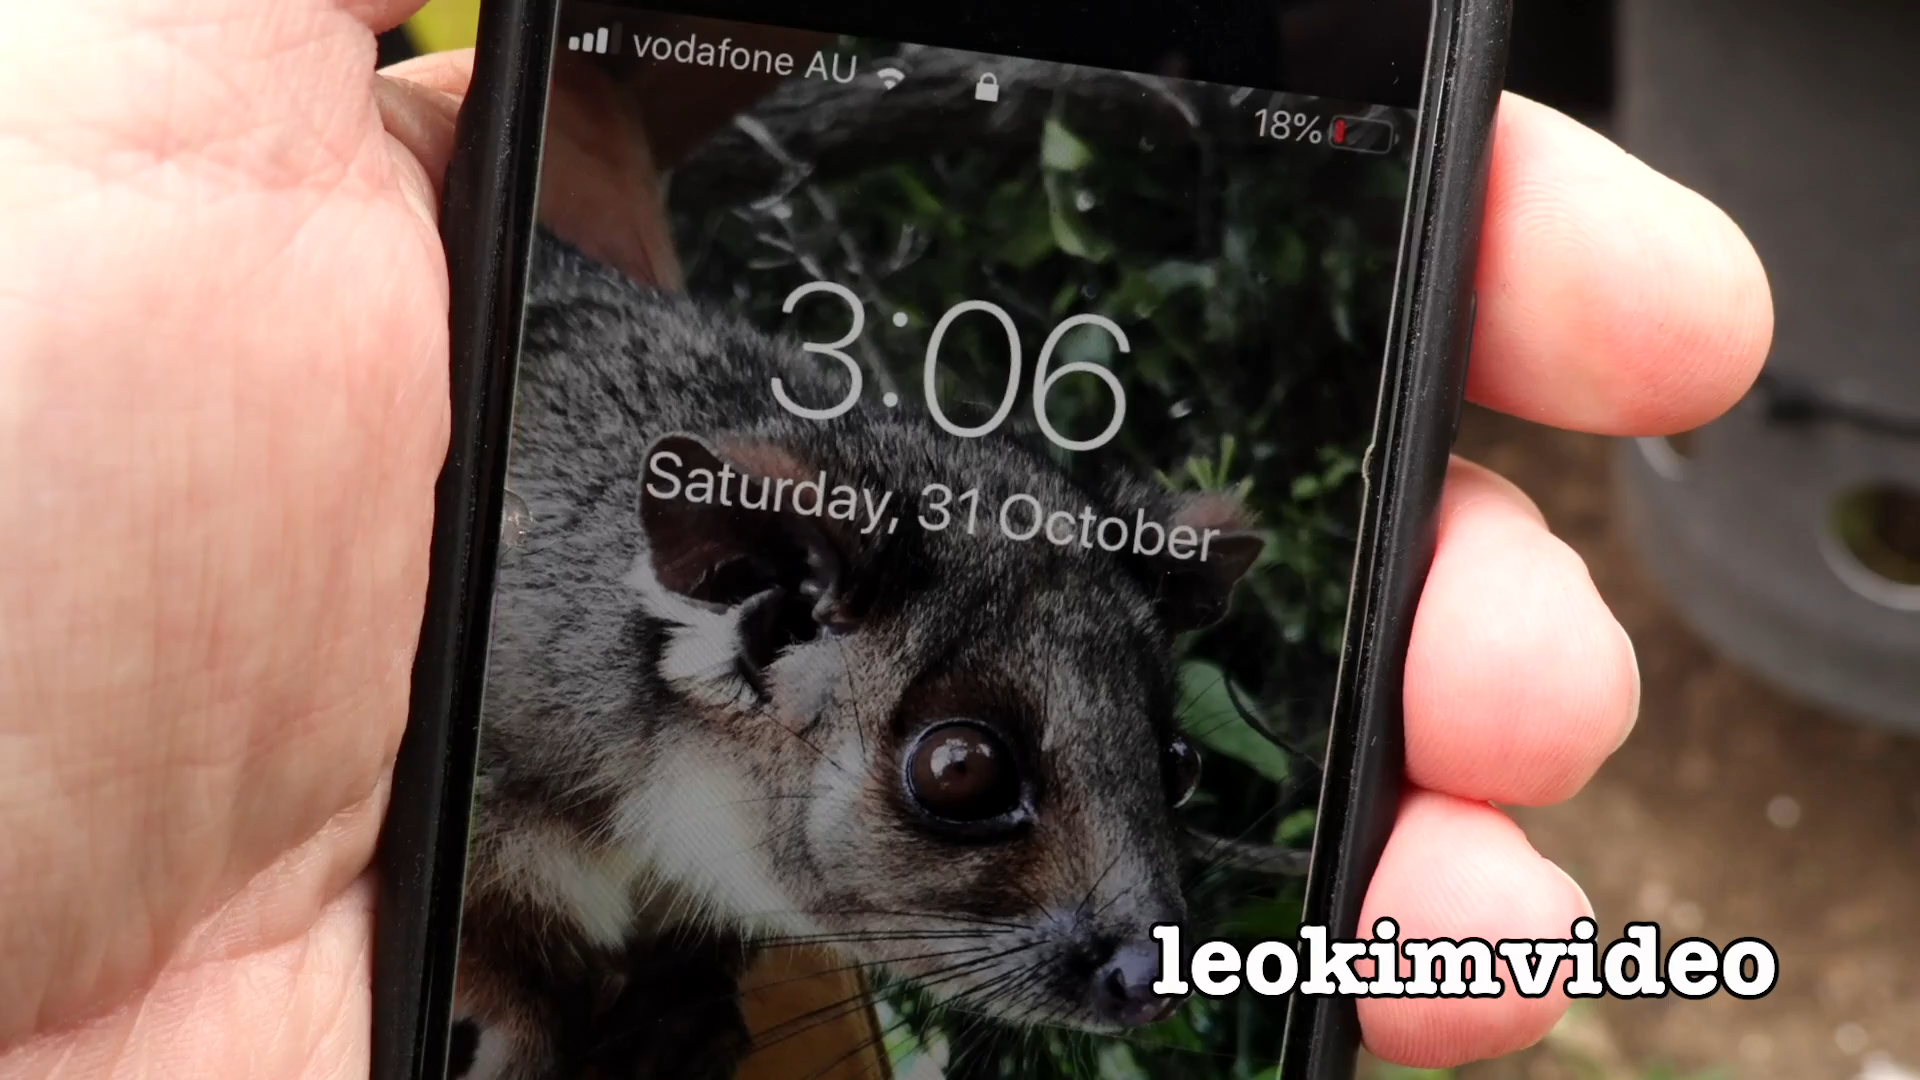 vodafone AU
18%
3:06
Saturday, 31 October
leokimvideo